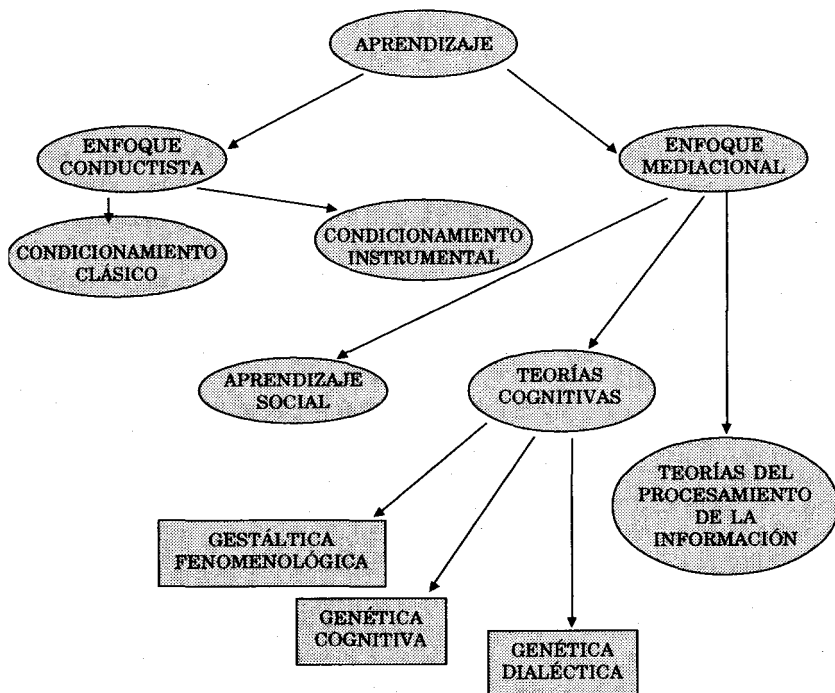 APRENDIZAJE
ENFOQUE
CONDUCTISTA
ENFOQUE
MEDIACIONAL
CONDICIONAMIENTO
CLÁSICO
CONDICIONAMIENTO
INSTRUMENTAL
APRENDIZAJE
SOCIAL
TEORÍAS
COGNITIVAS
TEORÍAS DEL
PROCESAMIENTO
DE LA
INFORMACIÓN
GESTÁLTICA
FENOMENOLÓGICA
GENÉTICA
COGNITIVA
GENÉTICA
DIALÉCTICA